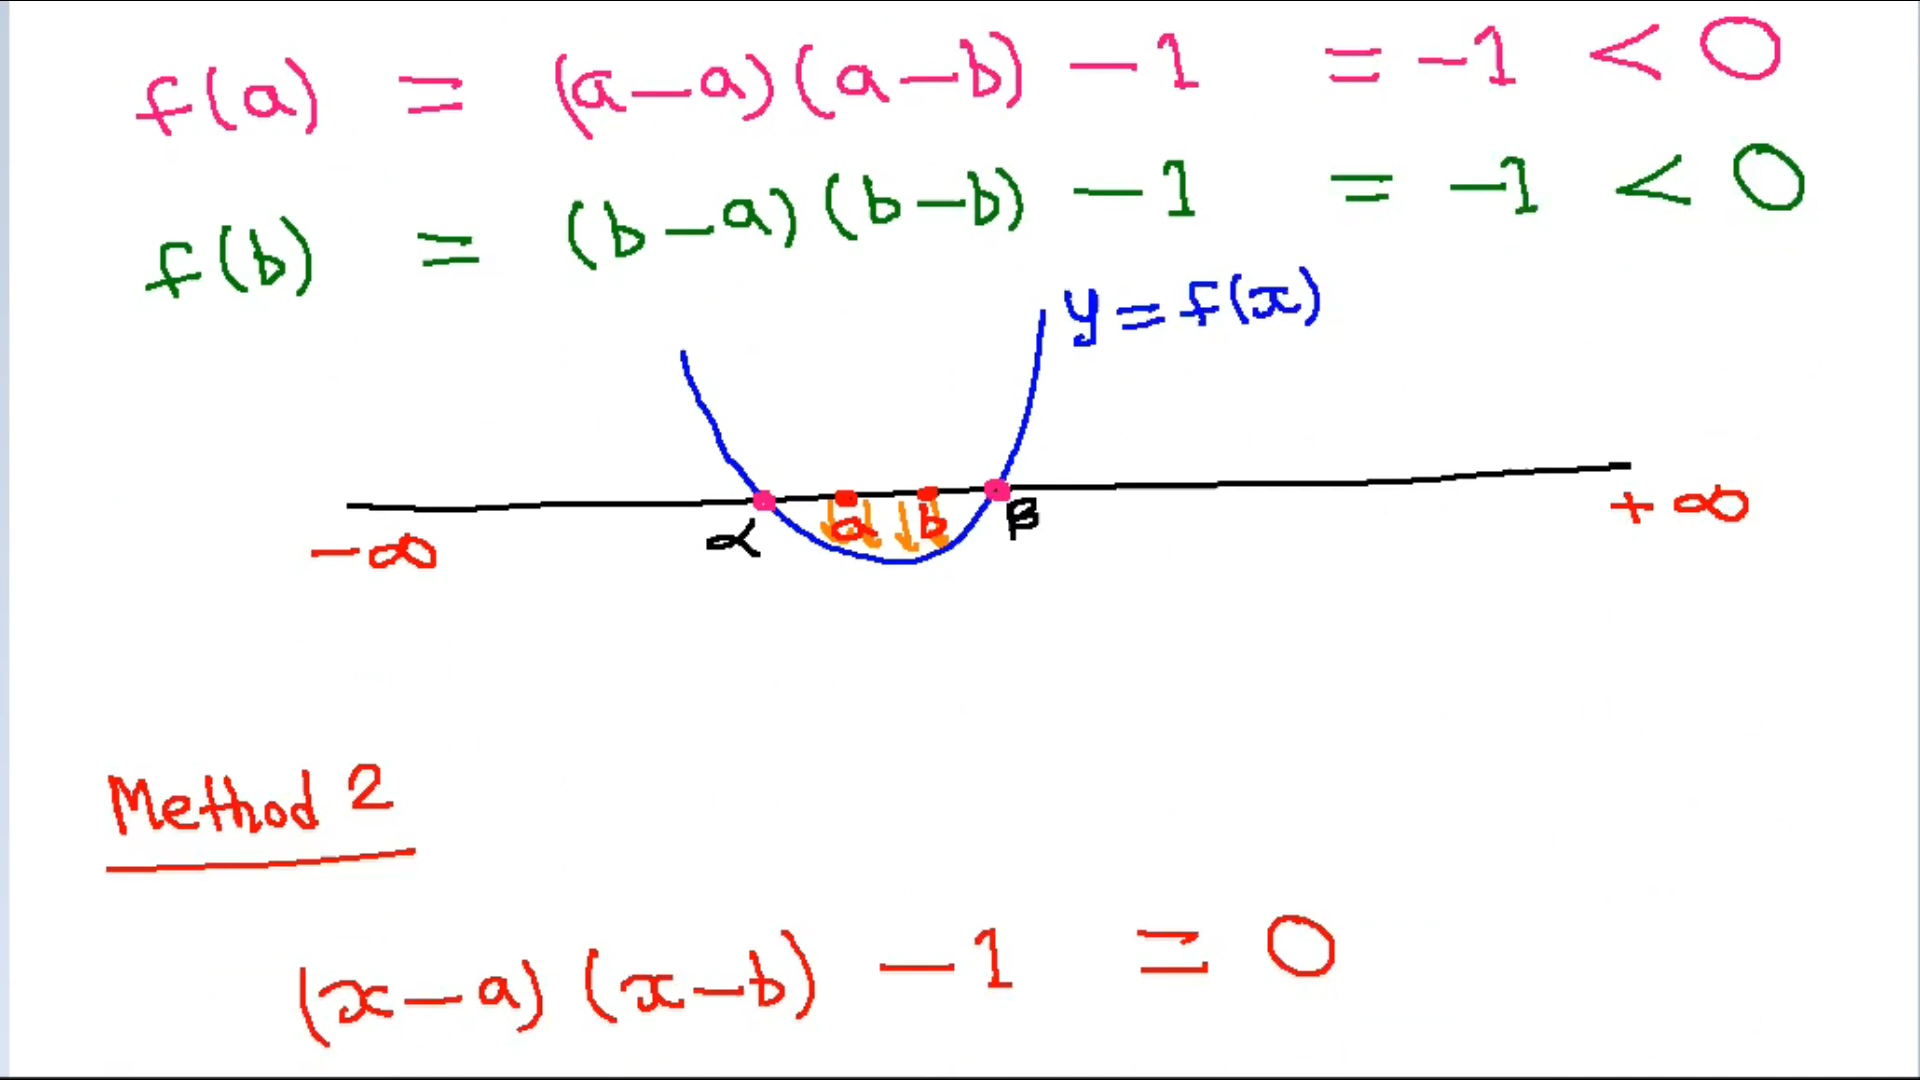 f(a) = (a-a)(a-b) - 1 = -1 < 0
f(b) = (b-a)(b-b) - 1 = -1 < 0
y = f(x)
-∞ α a b β +∞
Method 2
(x-a)(x-b) - 1 = 0